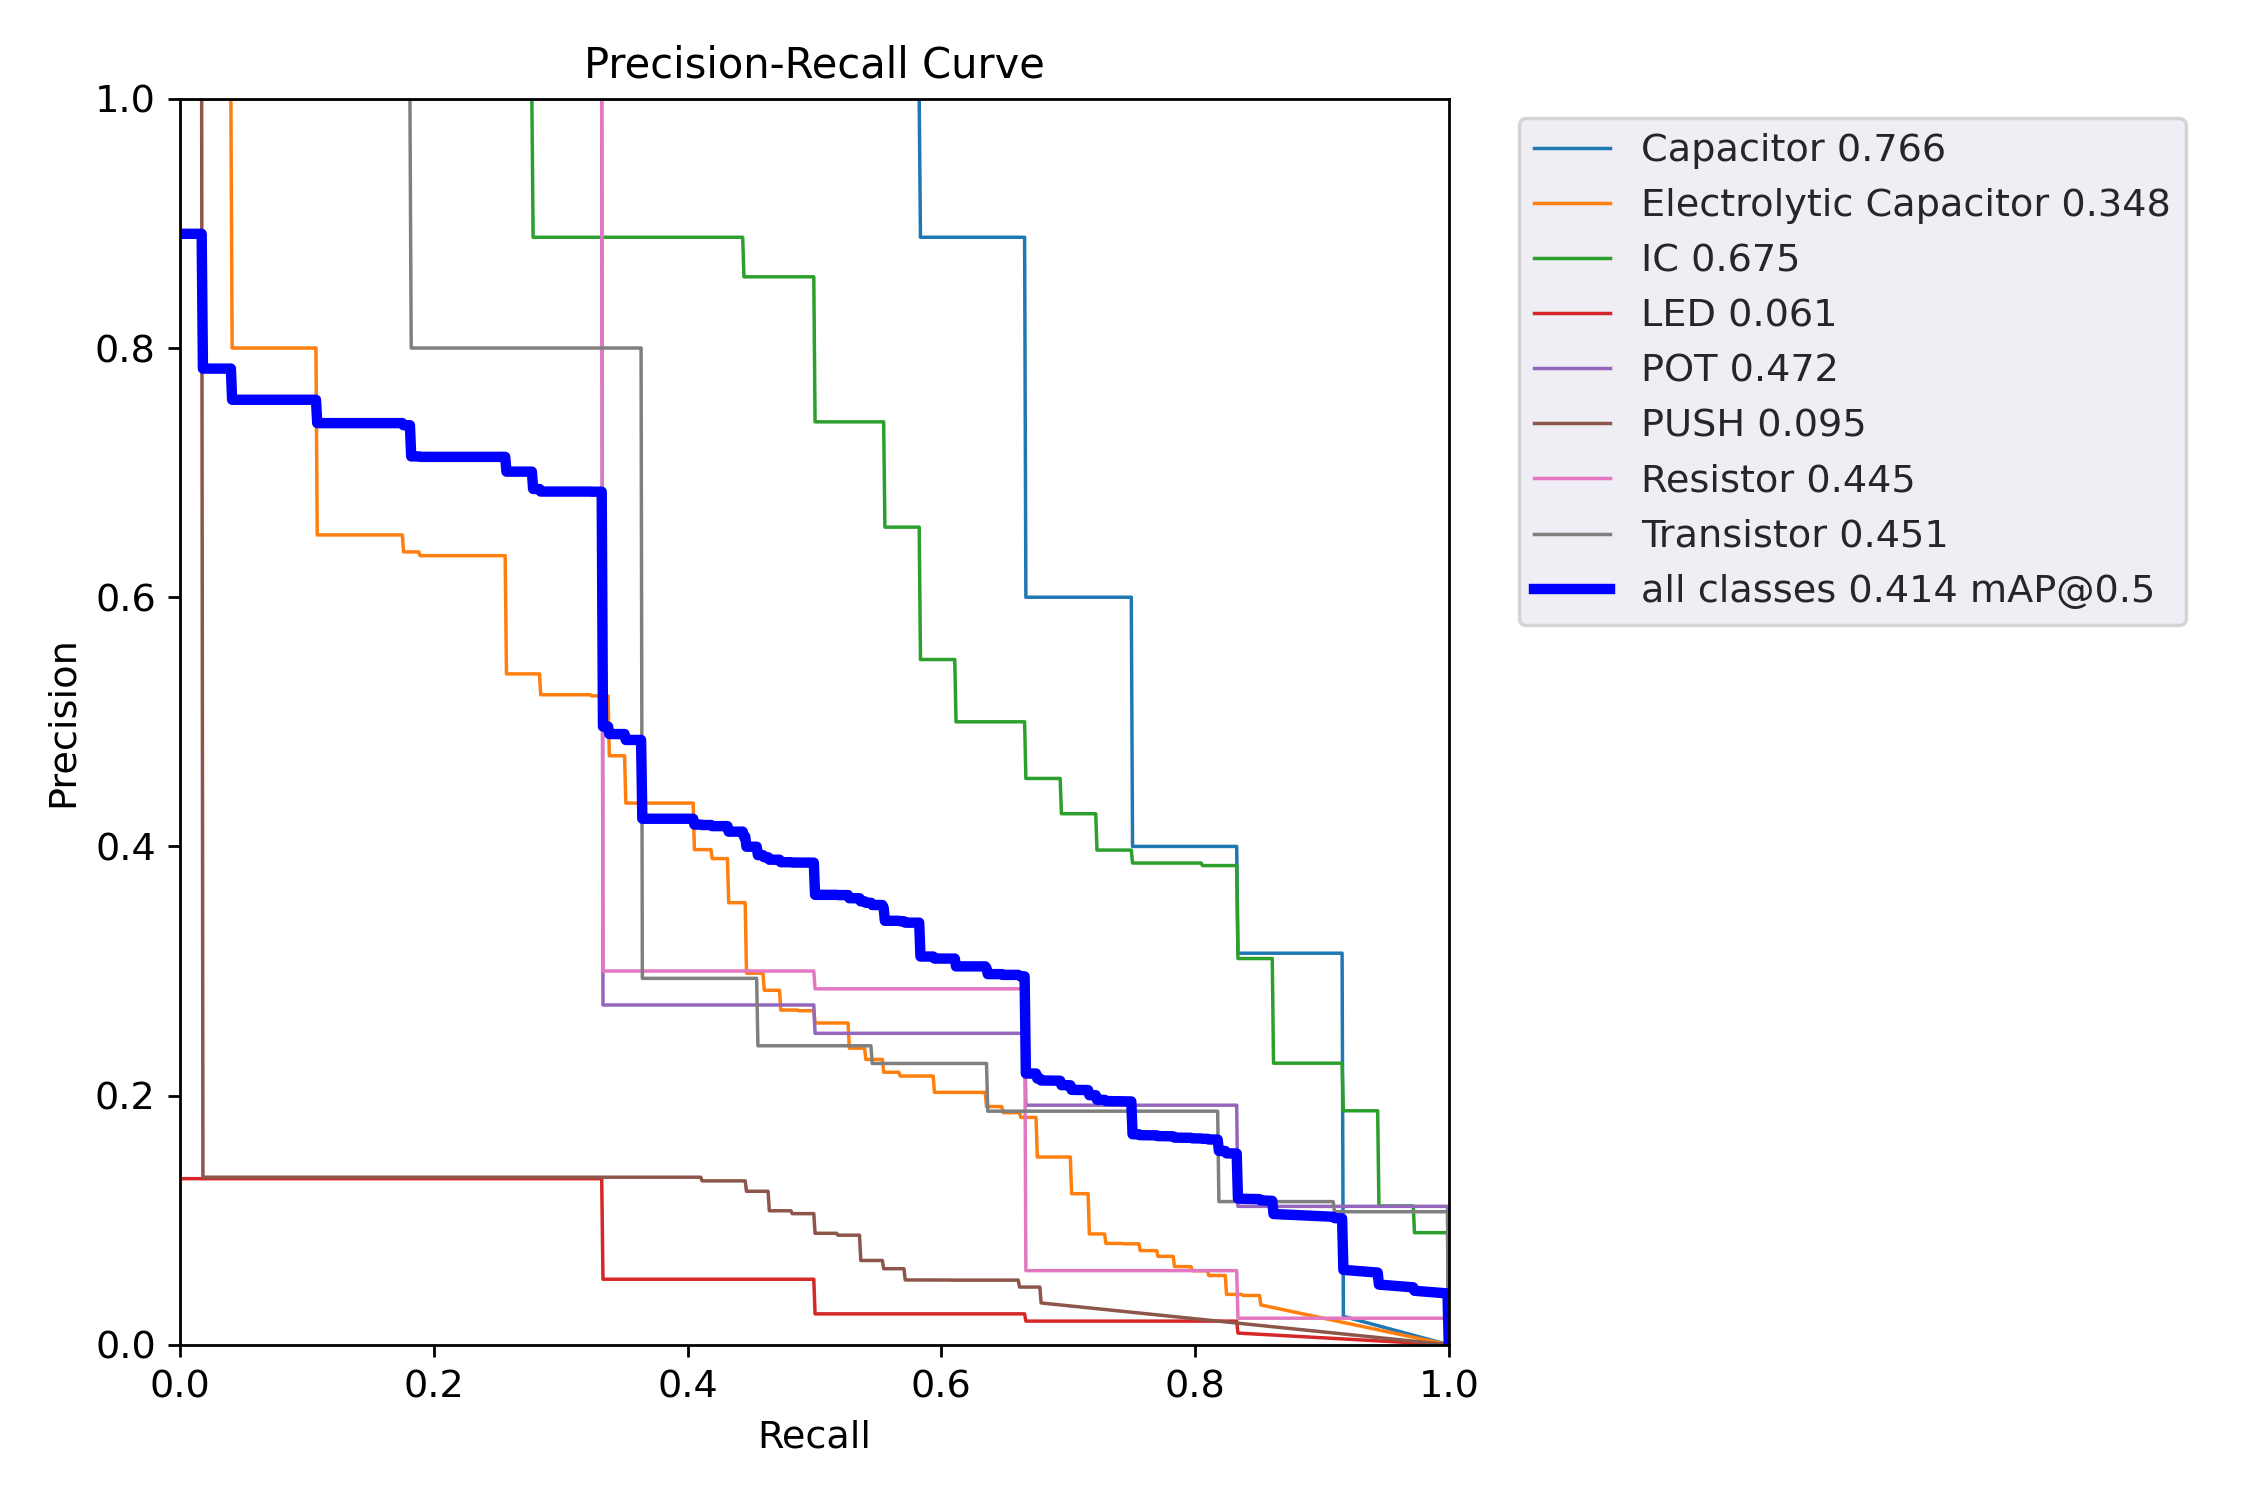 Precision-Recall Curve
1.0
0.8
0.6
0.4
0.2
0.0
Precision
0.0 0.2 0.4 0.6 0.8 1.0
Recall
Capacitor 0.766
Electrolytic Capacitor 0.348
IC 0.675
LED 0.061
POT 0.472
PUSH 0.095
Resistor 0.445
Transistor 0.451
all classes 0.414 mAP@0.5